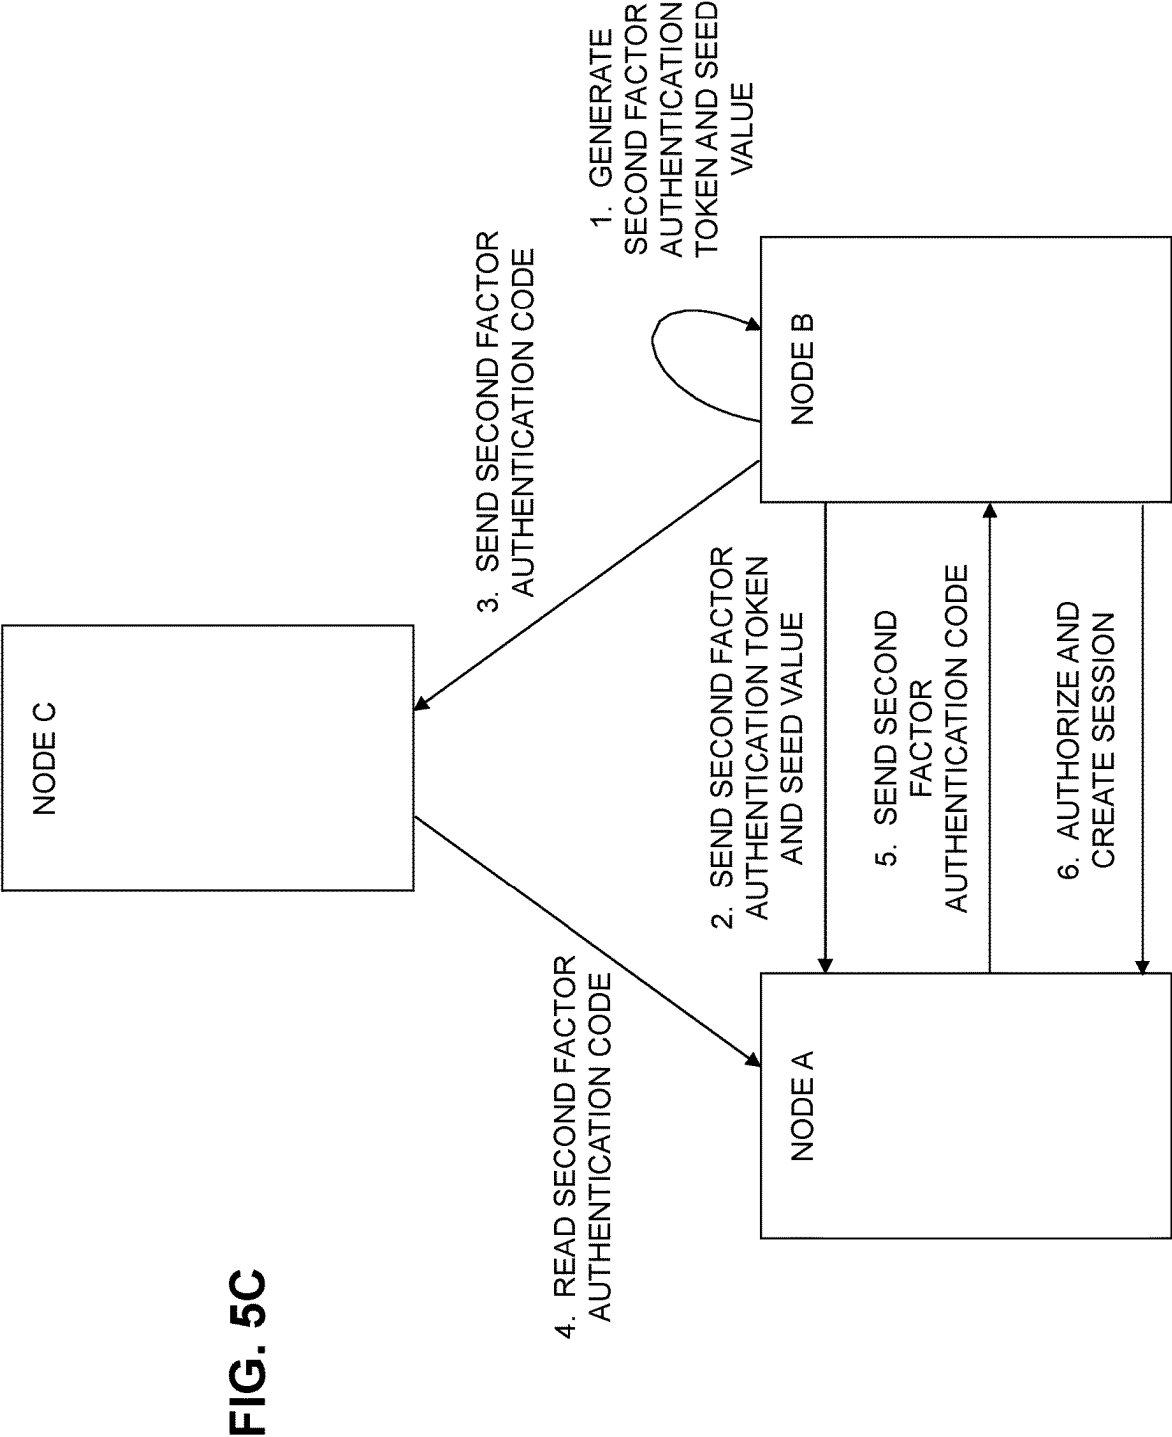 NODE C
3. SEND SECOND FACTOR
AUTHENTICATION CODE
1. GENERATE
SECOND FACTOR
AUTHENTICATION
TOKEN AND SEED
VALUE
4. READ SECOND FACTOR
AUTHENTICATION CODE
2. SEND SECOND FACTOR
AUTHENTICATION TOKEN
AND SEED VALUE
NODE A
NODE B
5. SEND SECOND
FACTOR
AUTHENTICATION CODE
6. AUTHORIZE AND
CREATE SESSION
FIG. 5C